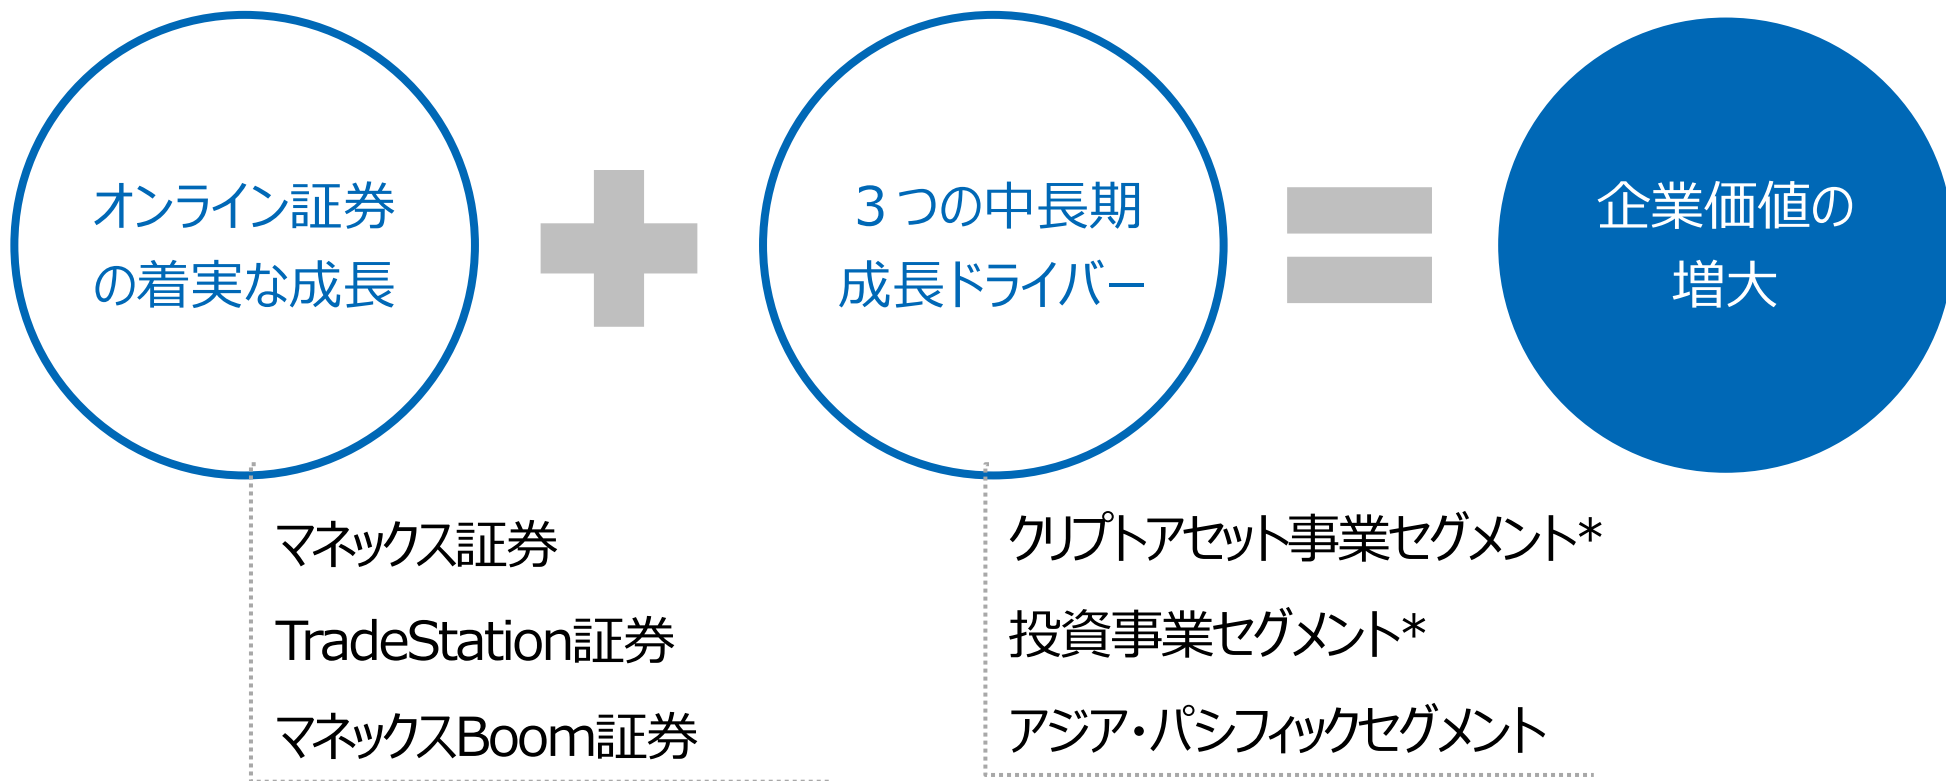 オンライン証券
の着実な成長
３つの中長期
成長ドライバー
企業価値の
増大
マネックス証券
TradeStation証券
マネックスBoom証券
クリプトアセット事業セグメント*
投資事業セグメント*
アジア・パシフィックセグメント